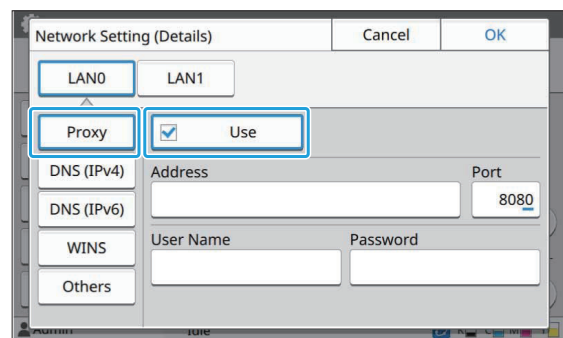 Network Setting (Details)
Cancel
OK
LAN0
LAN1
Proxy
Use
DNS (IPv4)
Address
Port
8080
DNS (IPv6)
WINS
User Name
Password
Others
Admin
Idle